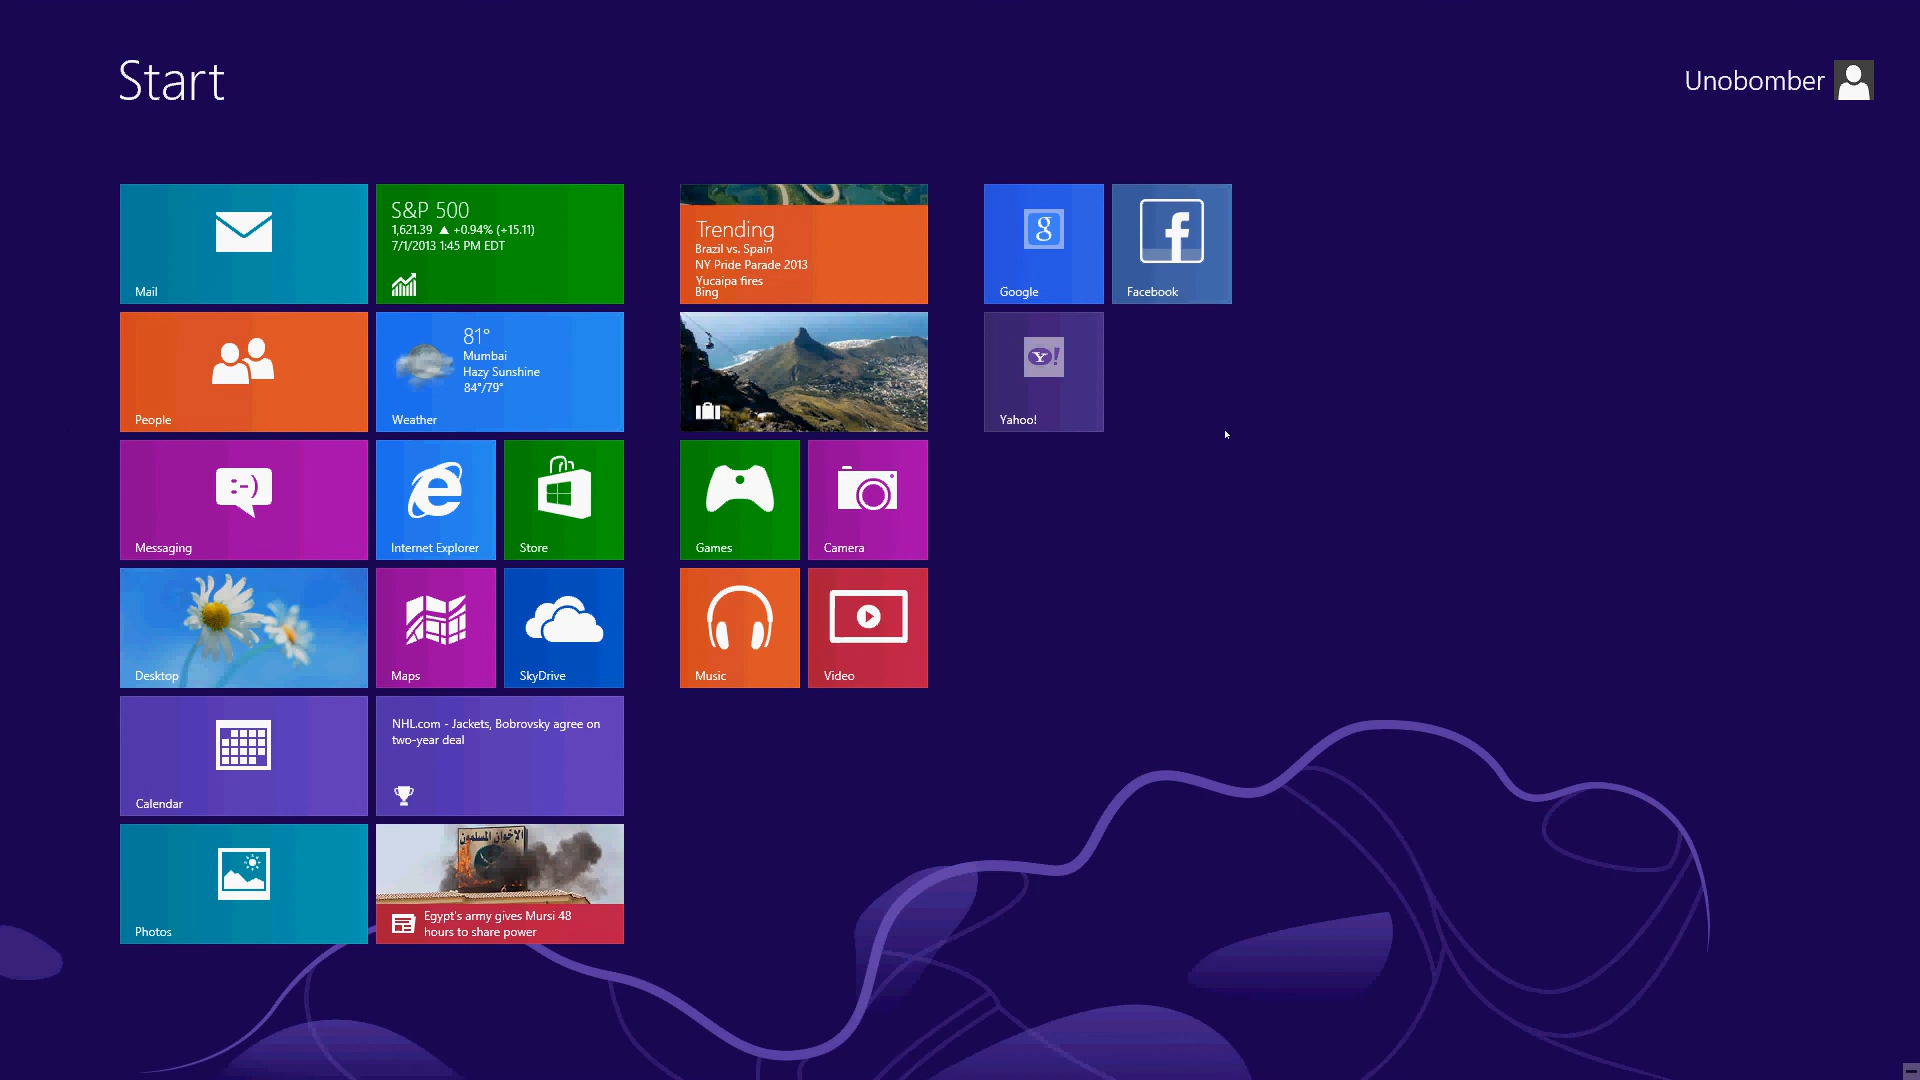 Start
Unobomber
Mail
S&P 500
1,621.39 ▲ +0.94% (+15.11)
7/1/2013 1:45 PM EDT
People
81°
Mumbai
Hazy Sunshine
84°/79°
Weather
Messaging
:-)
Internet Explorer
Store
Desktop
Maps
SkyDrive
Calendar
NHL.com - Jackets, Bobrovsky agree on
two-year deal
Photos
الإخوان المسلمون
Egypt's army gives Mursi 48
hours to share power
Trending
Brazil vs. Spain
NY Pride Parade 2013
Yucaipa fires
Bing
Games
Camera
Music
Video
g
Google
f
Facebook
Y!
Yahoo!